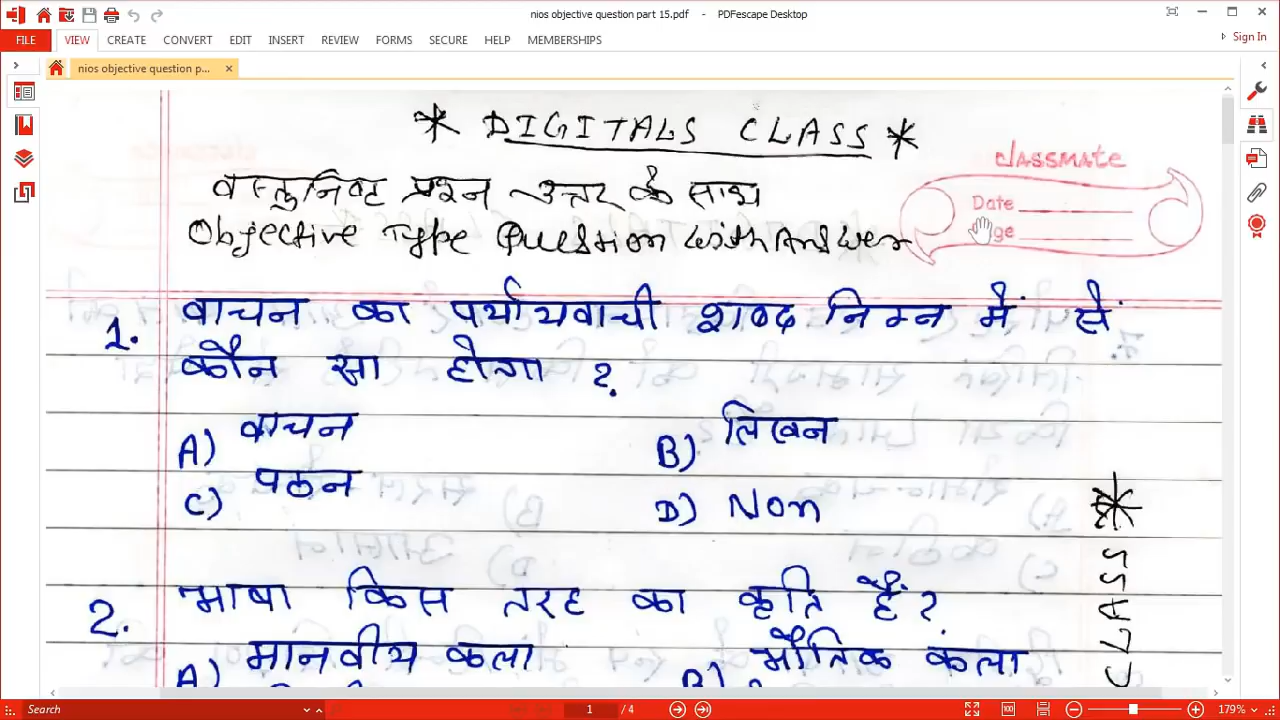 nios objective question part 15.pdf - PDFescape Desktop
FILE VIEW CREATE CONVERT EDIT INSERT REVIEW FORMS SECURE HELP MEMBERSHIPS Sign In
nios objective question p... ×
* DIGITALS CLASS *
classmate
वस्तुनिष्ट प्रश्न - उत्तर के साथ
Date
Objective Type Question with Answer
1. वाचन का पर्यायवाची शब्द निम्न में से
कौन सा होगा ?
A) वाचन B) लिखन
C) पठन D) Non
* CLASS
2. भाषा किस तरह का कृति हैं ?
A) मानवीय कला B) भौतिक कला
Search 1 / 4 179%